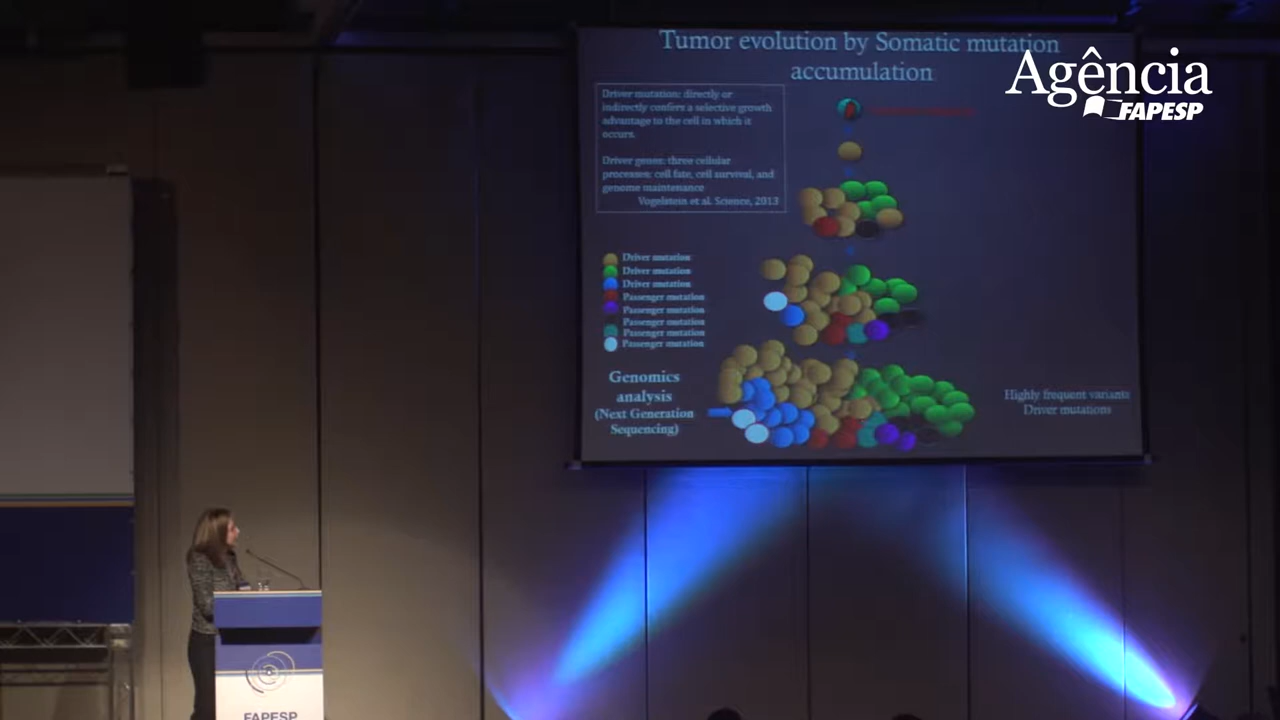 Tumor evolution by Somatic mutation
accumulation
Agência
FAPESP
Driver mutation: directly or
indirectly confers a selective growth
advantage to the cell in which it
occurs.
Driver genes: three cellular
processes: cell fate, cell survival, and
genome maintenance
Vogelstein et al. Science, 2013
Driver mutation
Driver mutation
Driver mutation
Passenger mutation
Passenger mutation
Passenger mutation
Passenger mutation
Passenger mutation
Genomics
analysis
(Next Generation
Sequencing)
Highly frequent variants
Driver mutations
FAPESP